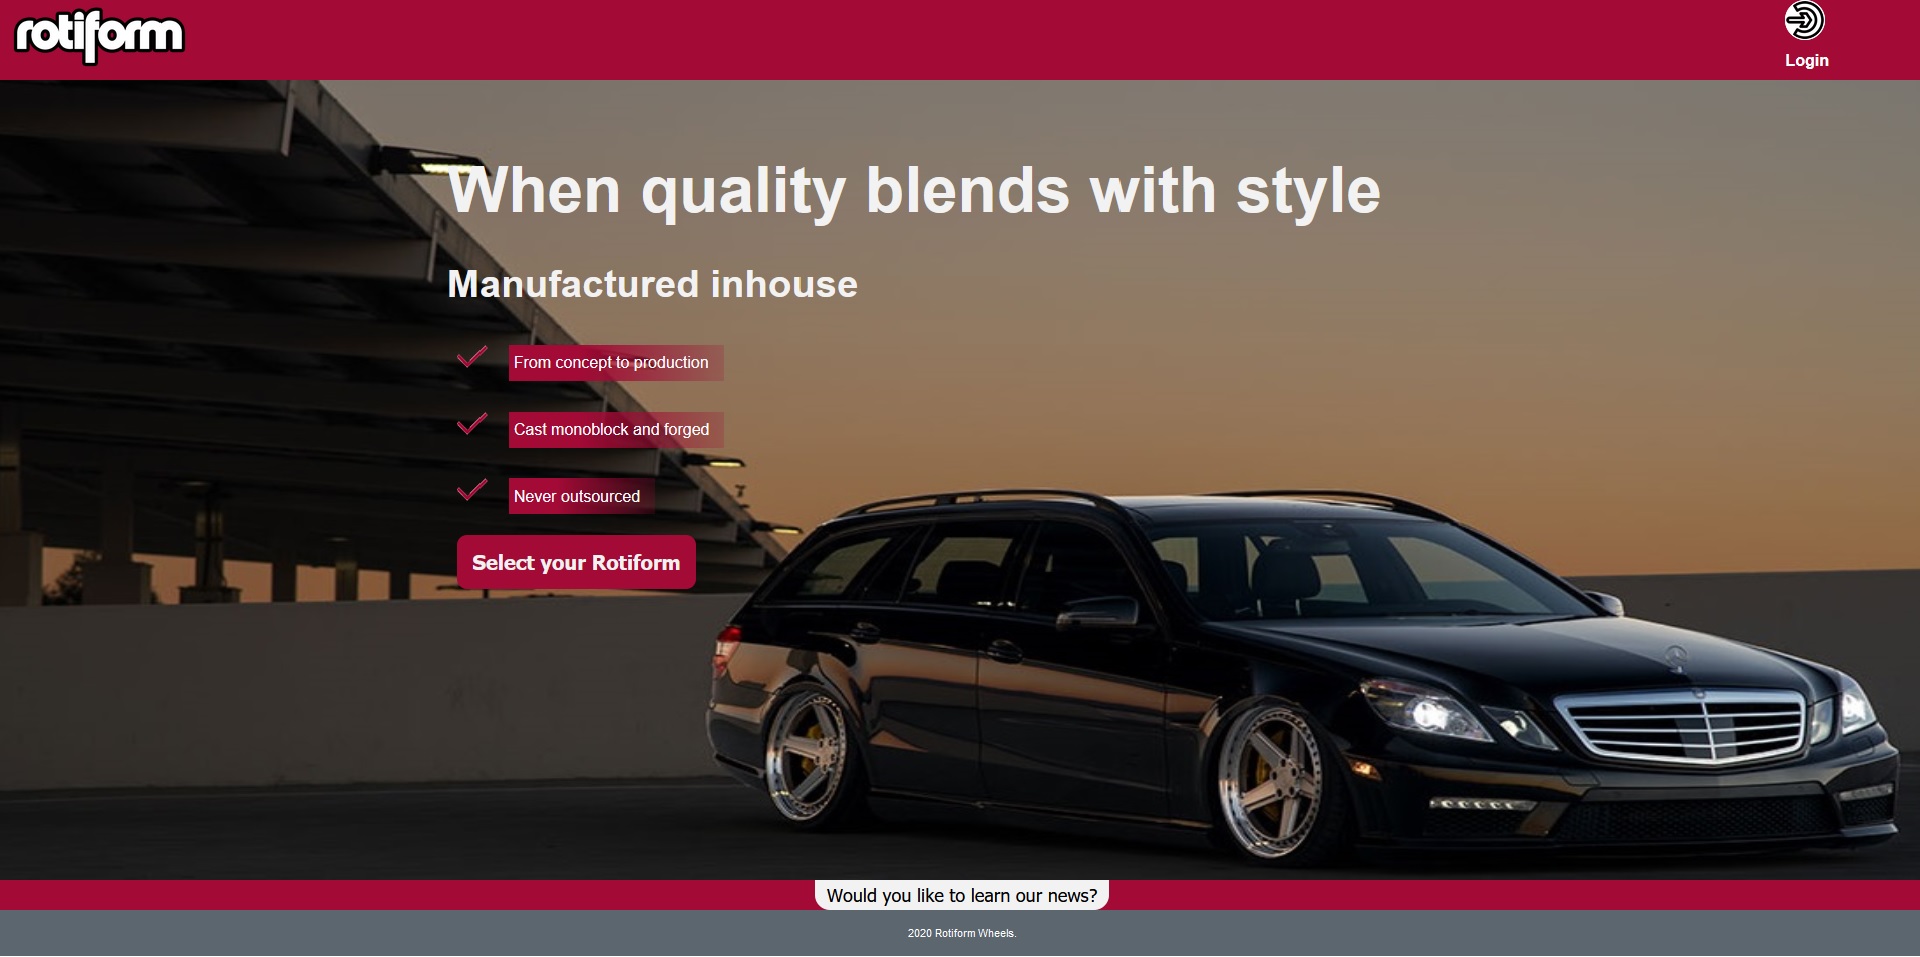 rotiform
Login
When quality blends with style
Manufactured inhouse
From concept to production
Cast monoblock and forged
Never outsourced
Select your Rotiform
Would you like to learn our news?
2020 Rotiform Wheels.